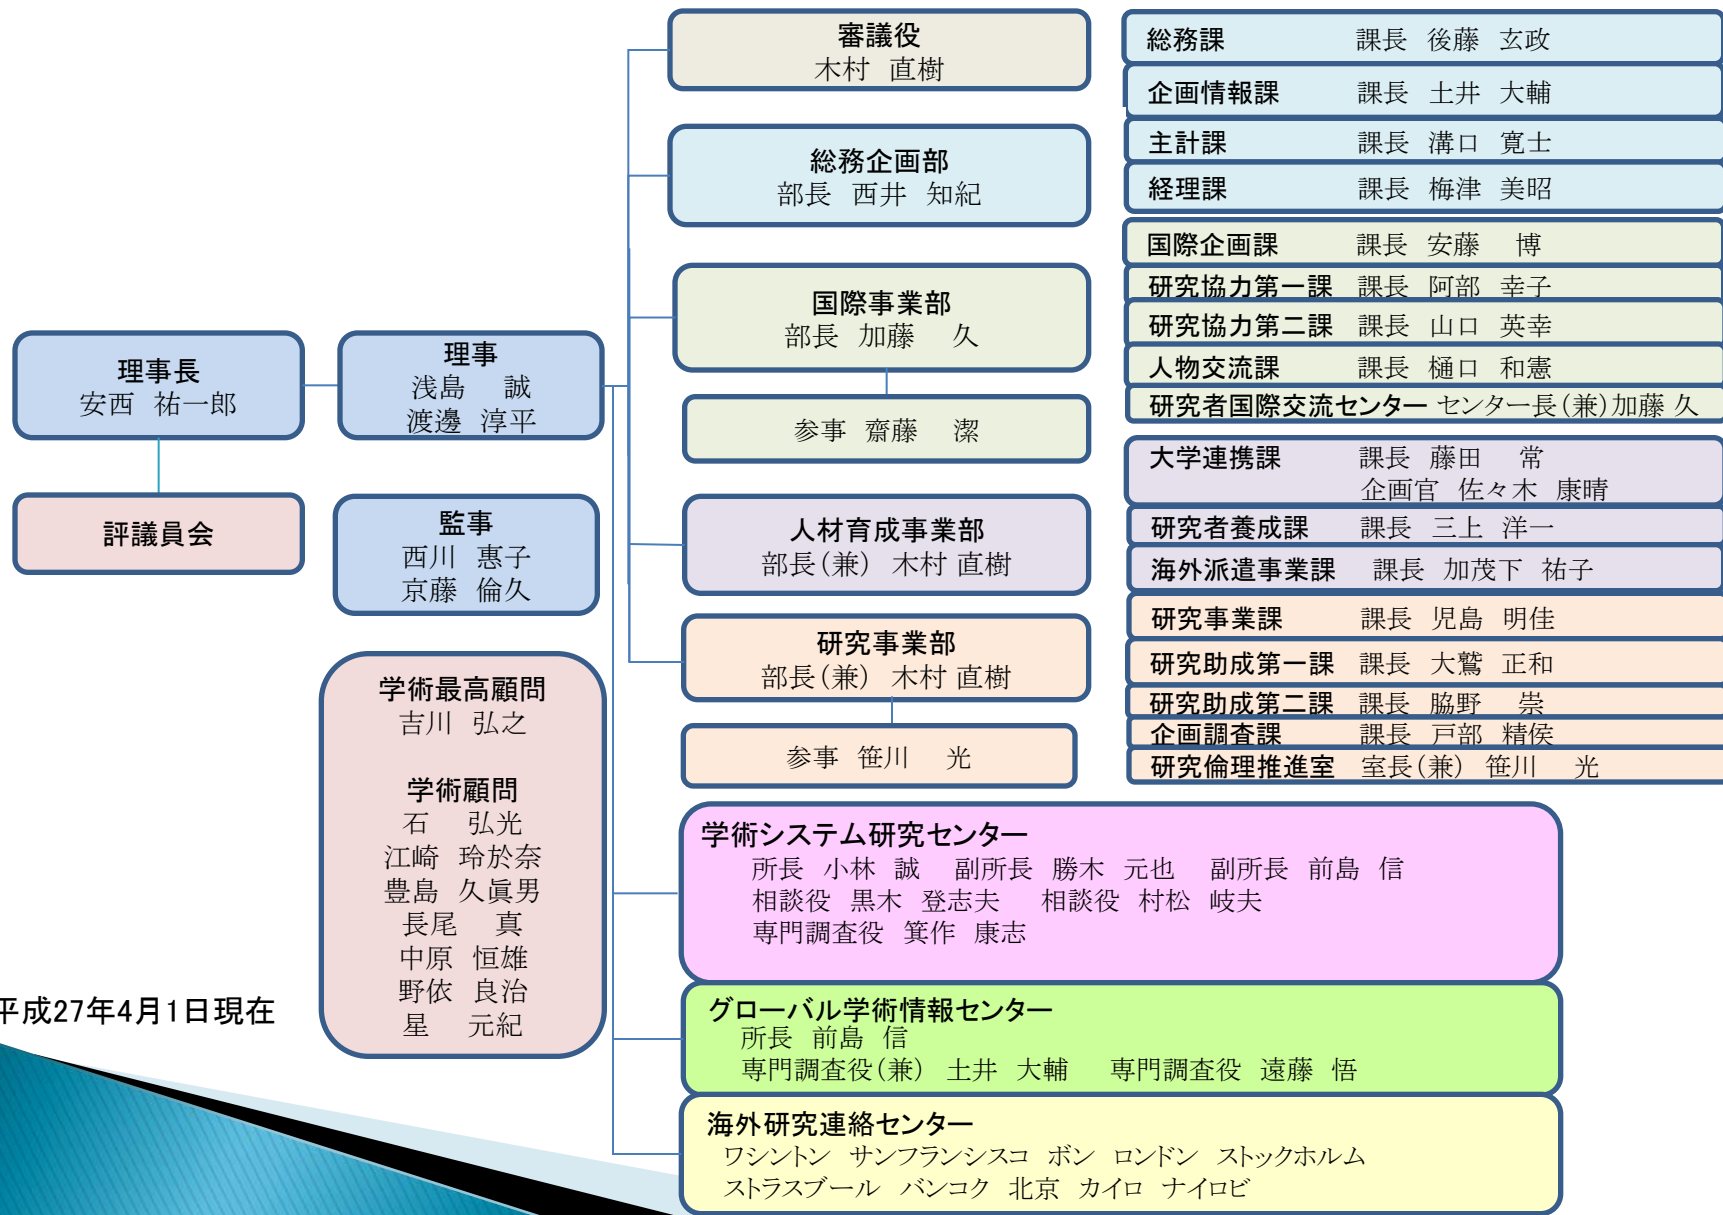 理事長
安西 祐一郎
評議員会
理事
浅島 誠
渡邊 淳平
監事
西川 惠子
京藤 倫久
学術最高顧問
吉川 弘之
学術顧問
石 弘光
江崎 玲於奈
豊島 久眞男
長尾 真
中原 恒雄
野依 良治
星 元紀
平成27年4月1日現在
審議役
木村 直樹
総務企画部
部長 西井 知紀
国際事業部
部長 加藤 久
参事 齋藤 潔
人材育成事業部
部長(兼) 木村 直樹
研究事業部
部長(兼) 木村 直樹
参事 笹川 光
総務課 課長 後藤 玄政
企画情報課 課長 土井 大輔
主計課 課長 溝口 寛士
経理課 課長 梅津 美昭
国際企画課 課長 安藤 博
研究協力第一課 課長 阿部 幸子
研究協力第二課 課長 山口 英幸
人物交流課 課長 樋口 和憲
研究者国際交流センター センター長(兼)加藤 久
大学連携課 課長 藤田 常
企画官 佐々木 康晴
研究者養成課 課長 三上 洋一
海外派遣事業課 課長 加茂下 祐子
研究事業課 課長 児島 明佳
研究助成第一課 課長 大鷲 正和
研究助成第二課 課長 脇野 崇
企画調査課 課長 戸部 精侯
研究倫理推進室 室長(兼) 笹川 光
学術システム研究センター
所長 小林 誠 副所長 勝木 元也 副所長 前島 信
相談役 黒木 登志夫 相談役 村松 岐夫
専門調査役 箕作 康志
グローバル学術情報センター
所長 前島 信
専門調査役(兼) 土井 大輔 専門調査役 遠藤 悟
海外研究連絡センター
ワシントン サンフランシスコ ボン ロンドン ストックホルム
ストラスブール バンコク 北京 カイロ ナイロビ